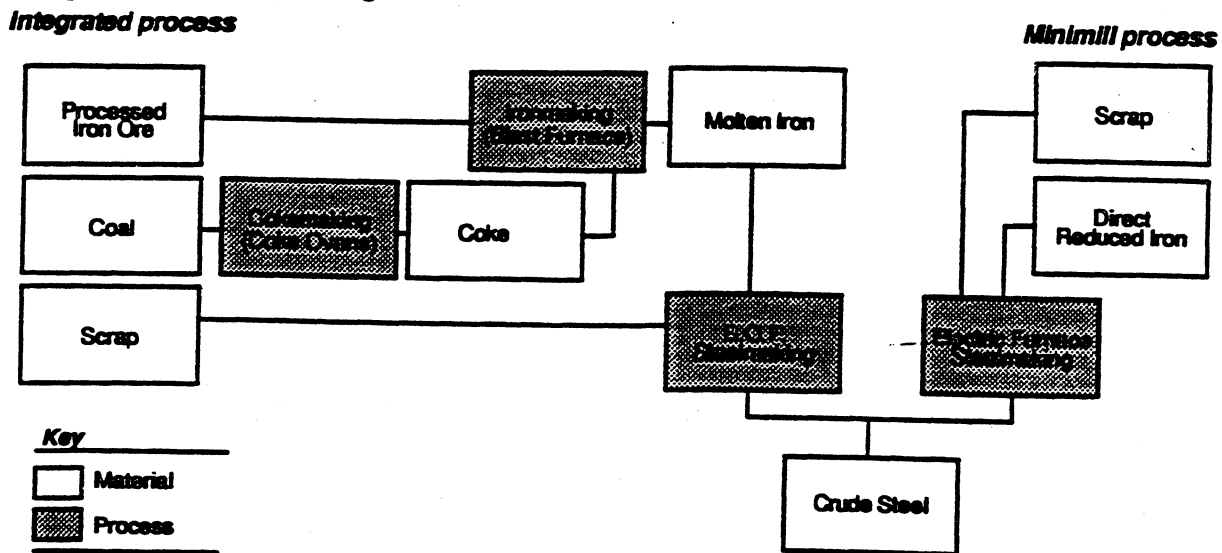 Integrated process
Minimill process
Processed
Iron Ore
Ironmaking
(Blast Furnace)
Molten Iron
Scrap
Coal
Cokemaking
(Coke Ovens)
Coke
Direct
Reduced Iron
Scrap
B.O.F.
Steelmaking
Electric Furnace
Steelmaking
Key
Material
Process
Crude Steel